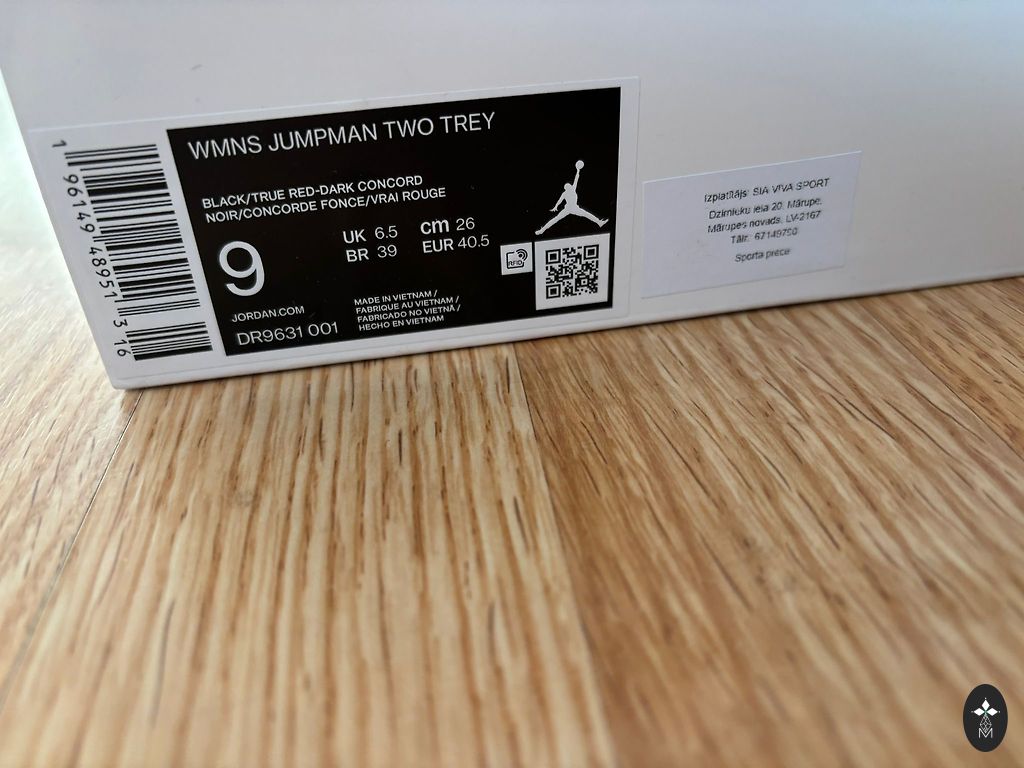 WMNS JUMPMAN TWO TREY
BLACK/TRUE RED-DARK CONCORD
NOIR/CONCORDE FONCE/VRAI ROUGE
9
UK 6.5
BR 39
cm 26
EUR 40.5
RFID
JORDAN.COM
DR9631 001
MADE IN VIETNAM /
FABRIQUE AU VIETNAM /
FABRICADO NO VIETNÃ /
HECHO EN VIETNAM
1 96149 48951 3 16
Izplatītājs: SIA VIVA SPORT
Dzirnieku iela 20, Mārupe,
Mārupes novads, LV-2167
Tālr. 67149750
Sporta prece
M